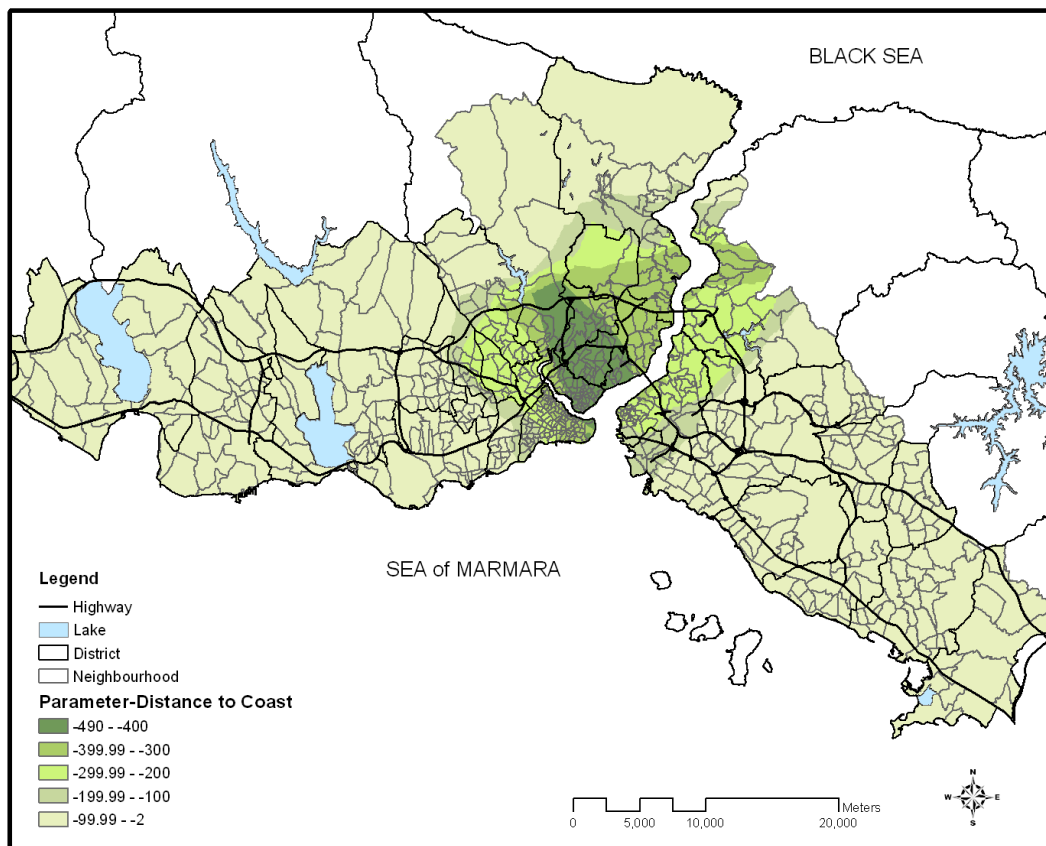 BLACK SEA
SEA of MARMARA
Legend
Highway
Lake
District
Neighbourhood
Parameter-Distance to Coast
-490 - -400
-399.99 - -300
-299.99 - -200
-199.99 - -100
-99.99 - -2
N
W E
S
Meters
0 5,000 10,000 20,000